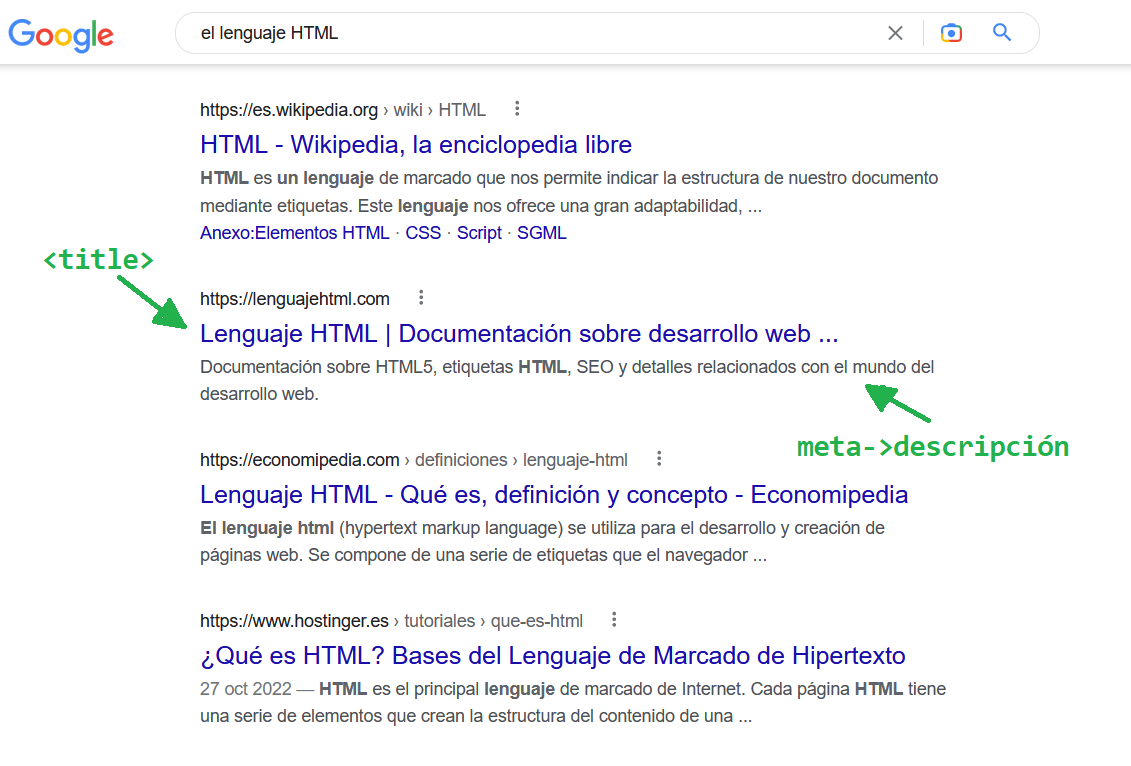 Google
el lenguaje HTML
https://es.wikipedia.org › wiki › HTML
HTML - Wikipedia, la enciclopedia libre
HTML es un lenguaje de marcado que nos permite indicar la estructura de nuestro documento
mediante etiquetas. Este lenguaje nos ofrece una gran adaptabilidad, ...
Anexo:Elementos HTML · CSS · Script · SGML
<title>
https://lenguajehtml.com
Lenguaje HTML | Documentación sobre desarrollo web ...
Documentación sobre HTML5, etiquetas HTML, SEO y detalles relacionados con el mundo del
desarrollo web.
meta->descripción
https://economipedia.com › definiciones › lenguaje-html
Lenguaje HTML - Qué es, definición y concepto - Economipedia
El lenguaje html (hypertext markup language) se utiliza para el desarrollo y creación de
páginas web. Se compone de una serie de etiquetas que el navegador ...
https://www.hostinger.es › tutoriales › que-es-html
¿Qué es HTML? Bases del Lenguaje de Marcado de Hipertexto
27 oct 2022 — HTML es el principal lenguaje de marcado de Internet. Cada página HTML tiene
una serie de elementos que crean la estructura del contenido de una ...